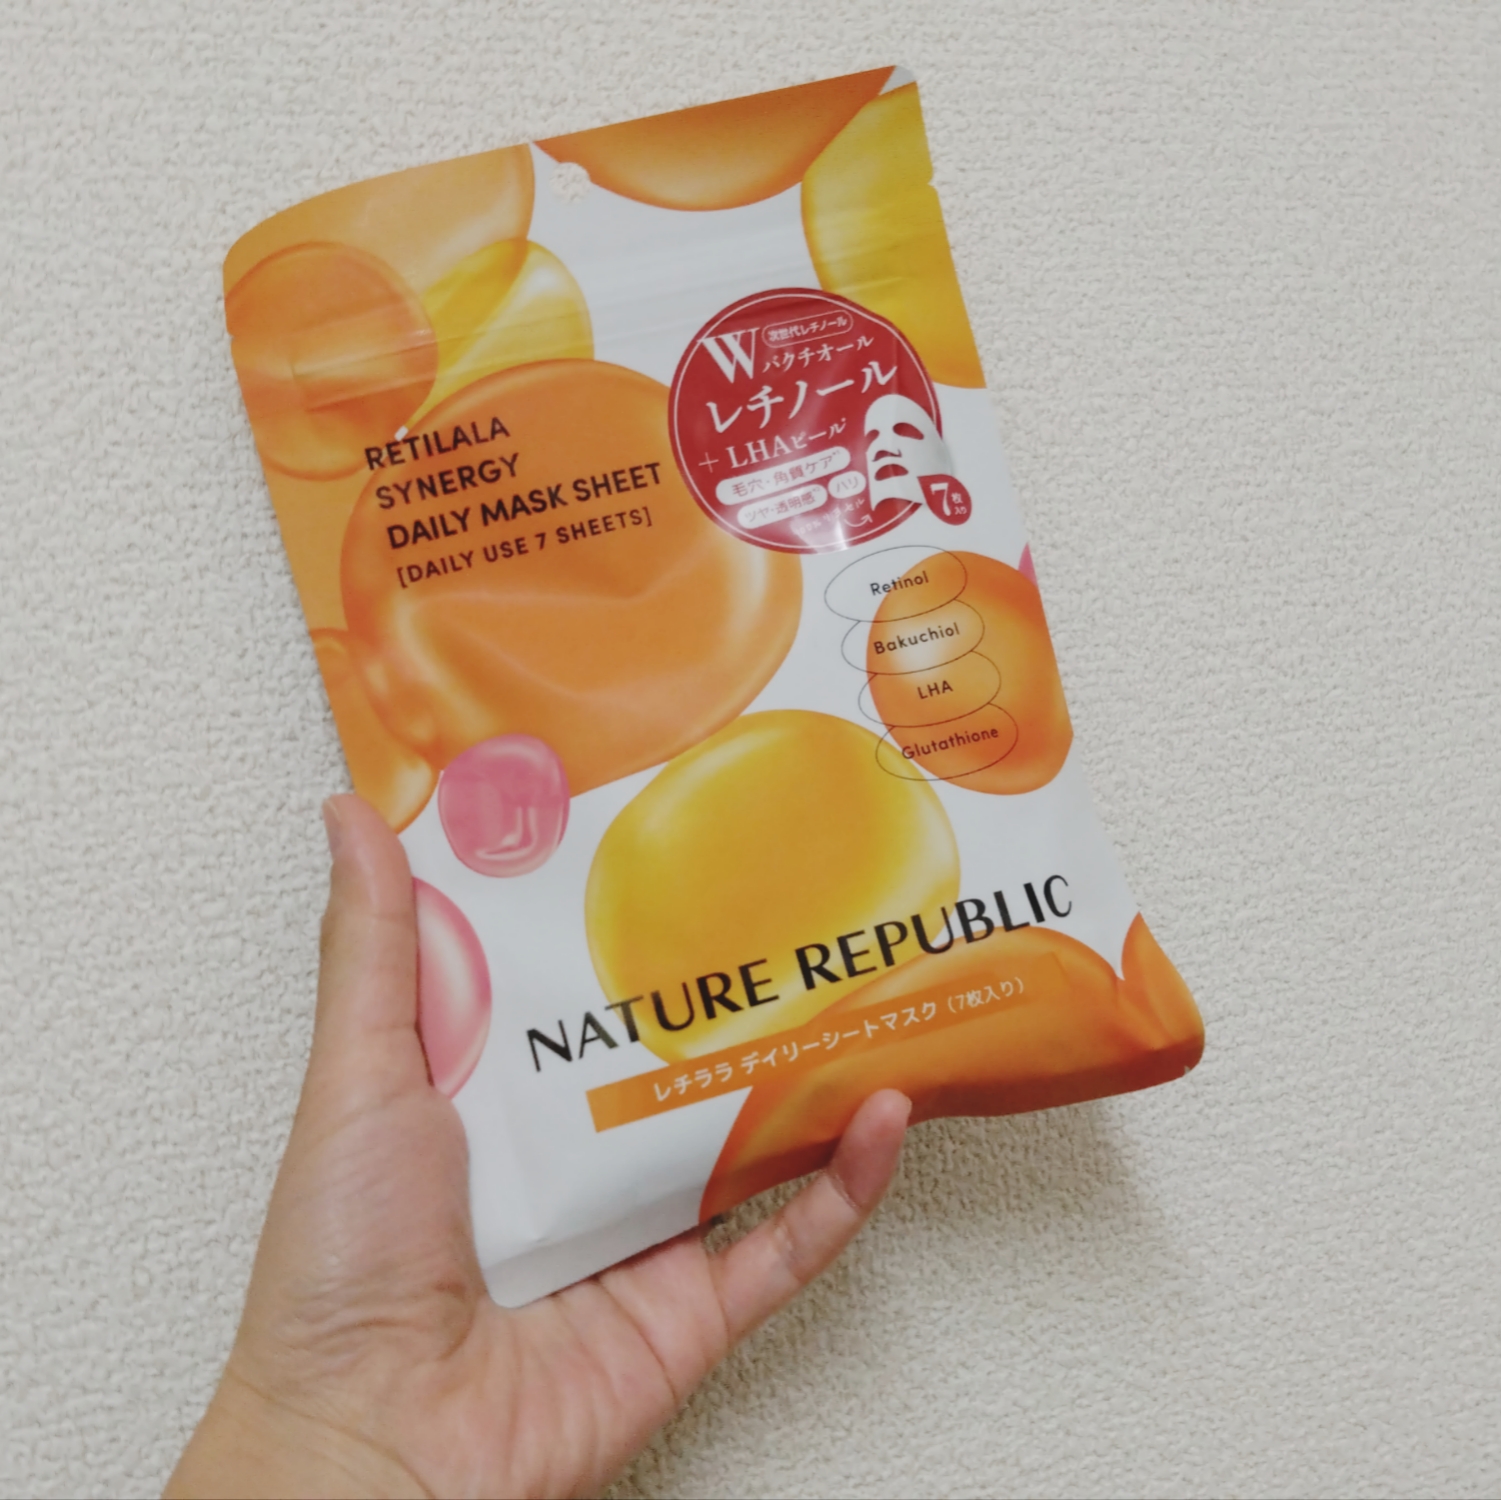 RETILALA
SYNERGY
DAILY MASK SHEET
[DAILY USE 7 SHEETS]
W 次世代レチノール
バクチオール
レチノール
+ LHAピール
毛穴・角質ケア
ツヤ・透明感 ハリ
7枚入り
Retinol
Bakuchiol
LHA
Glutathione
NATURE REPUBLIC
レチララ デイリーシートマスク（7枚入り）